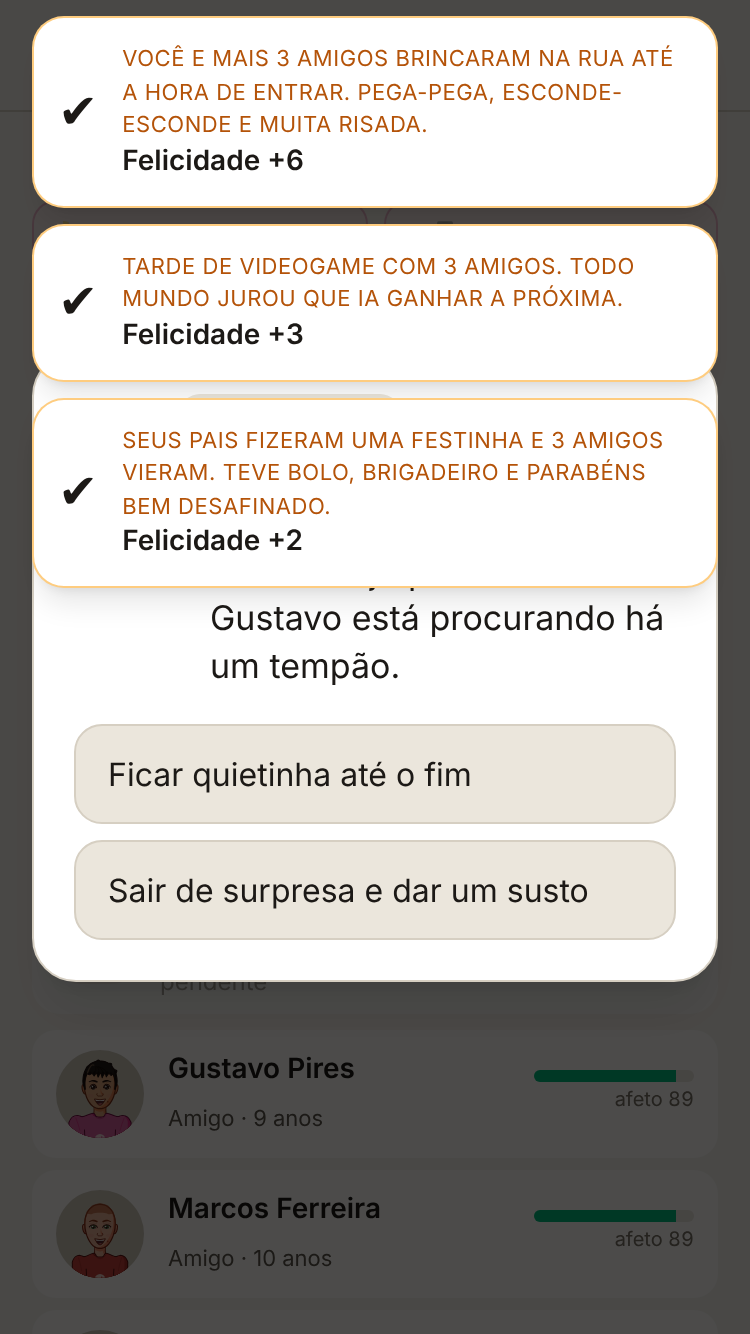 VOCÊ E MAIS 3 AMIGOS BRINCARAM NA RUA ATÉ
A HORA DE ENTRAR. PEGA-PEGA, ESCONDE-
ESCONDE E MUITA RISADA.
Felicidade +6
TARDE DE VIDEOGAME COM 3 AMIGOS. TODO
MUNDO JUROU QUE IA GANHAR A PRÓXIMA.
Felicidade +3
SEUS PAIS FIZERAM UMA FESTINHA E 3 AMIGOS
VIERAM. TEVE BOLO, BRIGADEIRO E PARABÉNS
BEM DESAFINADO.
Felicidade +2
Gustavo está procurando há
um tempão.
Ficar quietinha até o fim
Sair de surpresa e dar um susto
pendente
Gustavo Pires
Amigo · 9 anos
afeto 89
Marcos Ferreira
Amigo · 10 anos
afeto 89